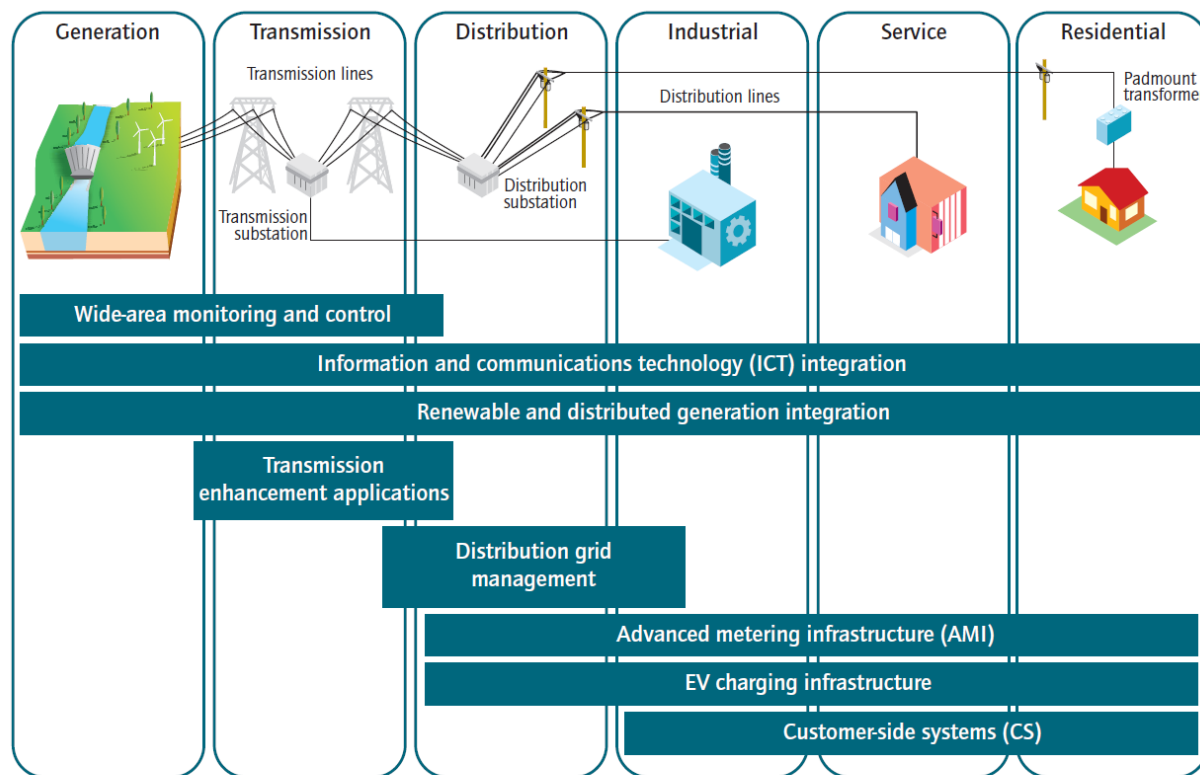 Generation
Transmission
Distribution
Industrial
Service
Residential
Transmission lines
Distribution lines
Padmount
transforme
Transmission
substation
Distribution
substation
Wide-area monitoring and control
Information and communications technology (ICT) integration
Renewable and distributed generation integration
Transmission
enhancement applications
Distribution grid
management
Advanced metering infrastructure (AMI)
EV charging infrastructure
Customer-side systems (CS)